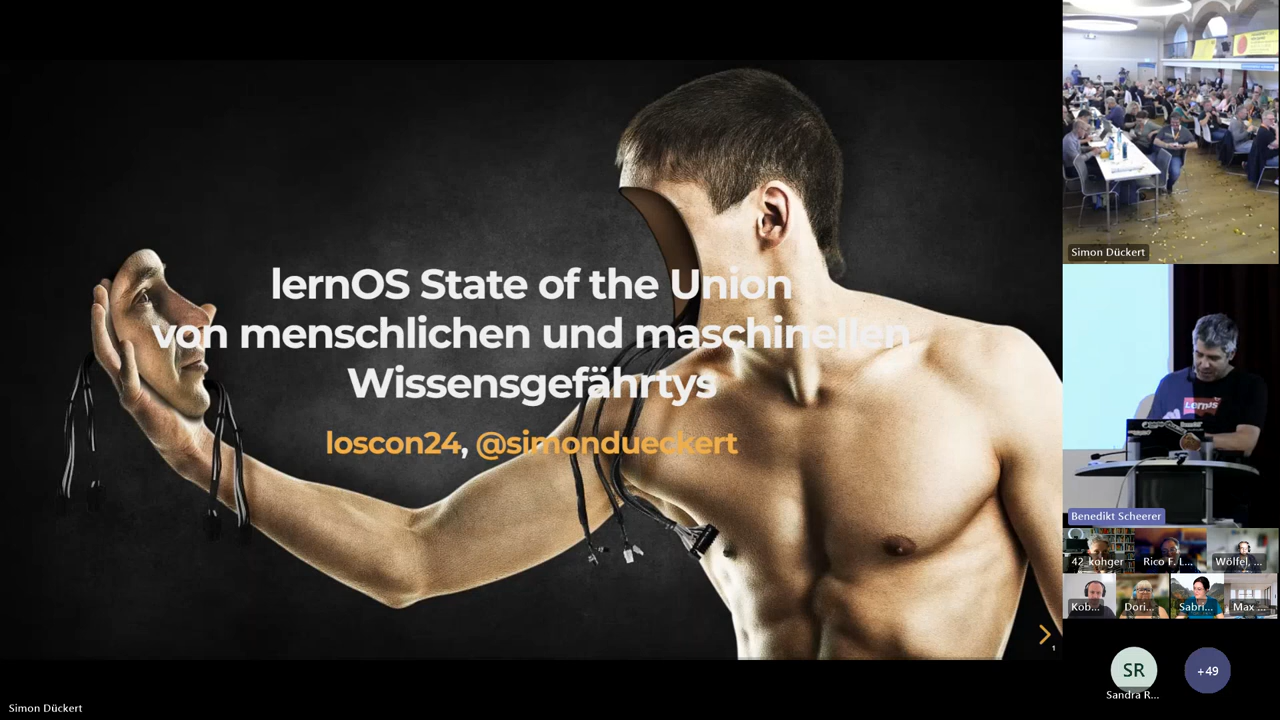 lernOS State of the Union
von menschlichen und maschinellen
Wissensgefährtys
loscon24, @simondueckert
1
Simon Dückert
Simon Dückert
Benedikt Scheerer
42_kohger
Rico F. L...
Wölfel, ...
Kob...
Dori...
Sabri...
Max ...
SR
+49
Sandra R...